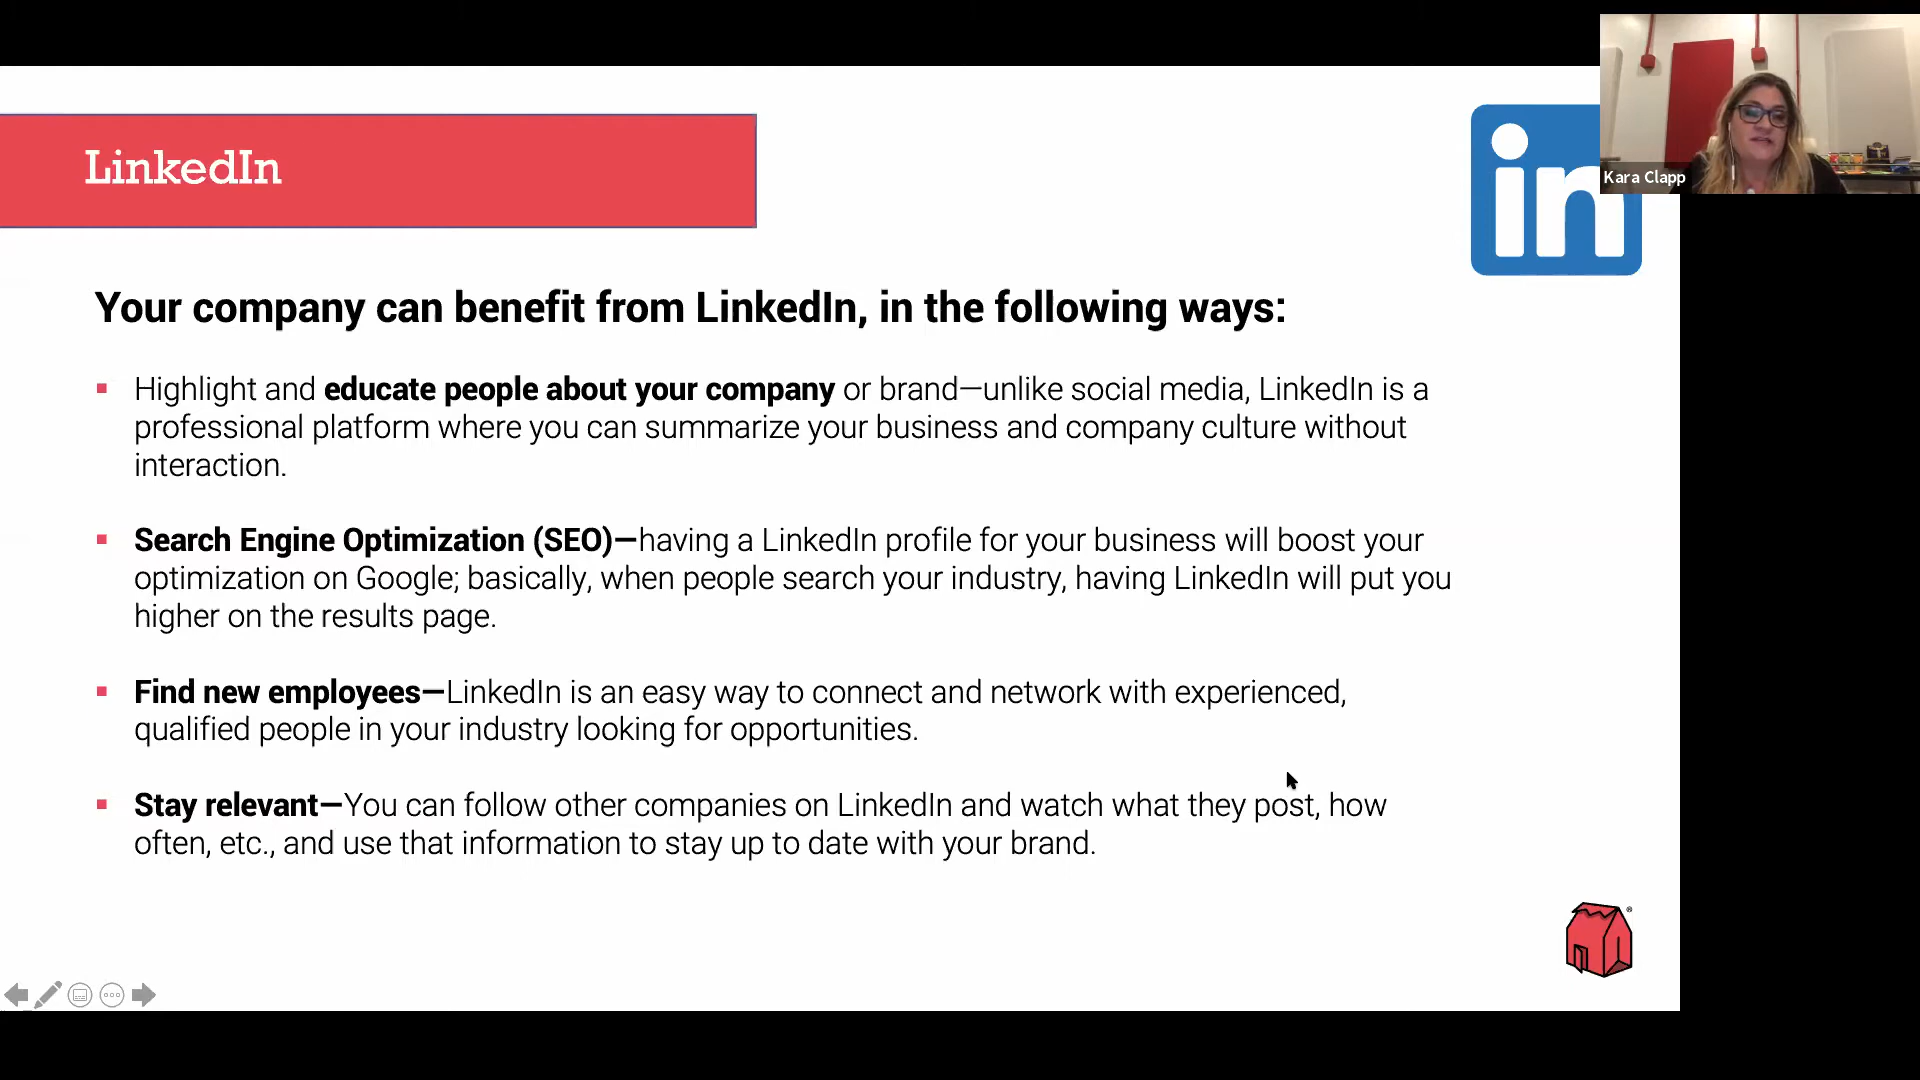 LinkedIn
in
Kara Clapp
Your company can benefit from LinkedIn, in the following ways:
▪ Highlight and educate people about your company or brand—unlike social media, LinkedIn is a
professional platform where you can summarize your business and company culture without
interaction.
▪ Search Engine Optimization (SEO)—having a LinkedIn profile for your business will boost your
optimization on Google; basically, when people search your industry, having LinkedIn will put you
higher on the results page.
▪ Find new employees—LinkedIn is an easy way to connect and network with experienced,
qualified people in your industry looking for opportunities.
▪ Stay relevant—You can follow other companies on LinkedIn and watch what they post, how
often, etc., and use that information to stay up to date with your brand.
®